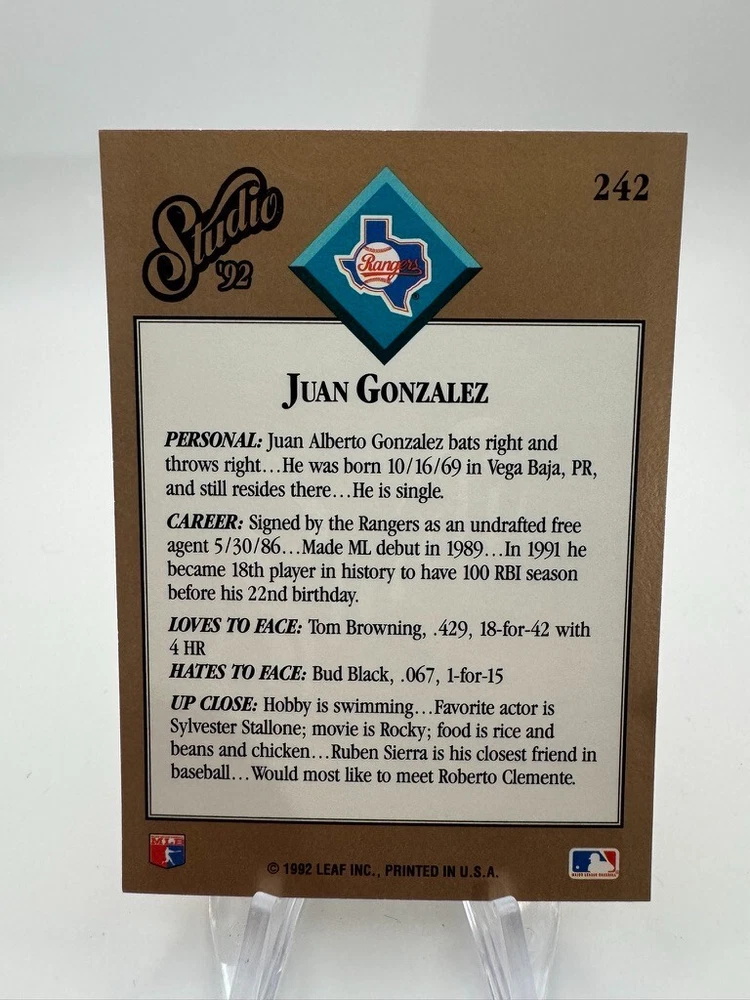 Studio
'92
242
Rangers
JUAN GONZALEZ
PERSONAL: Juan Alberto Gonzalez bats right and
throws right...He was born 10/16/69 in Vega Baja, PR,
and still resides there...He is single.
CAREER: Signed by the Rangers as an undrafted free
agent 5/30/86...Made ML debut in 1989...In 1991 he
became 18th player in history to have 100 RBI season
before his 22nd birthday.
LOVES TO FACE: Tom Browning, .429, 18-for-42 with
4 HR
HATES TO FACE: Bud Black, .067, 1-for-15
UP CLOSE: Hobby is swimming...Favorite actor is
Sylvester Stallone; movie is Rocky; food is rice and
beans and chicken...Ruben Sierra is his closest friend in
baseball...Would most like to meet Roberto Clemente.
© 1992 LEAF INC., PRINTED IN U.S.A.
MAJOR LEAGUE BASEBALL